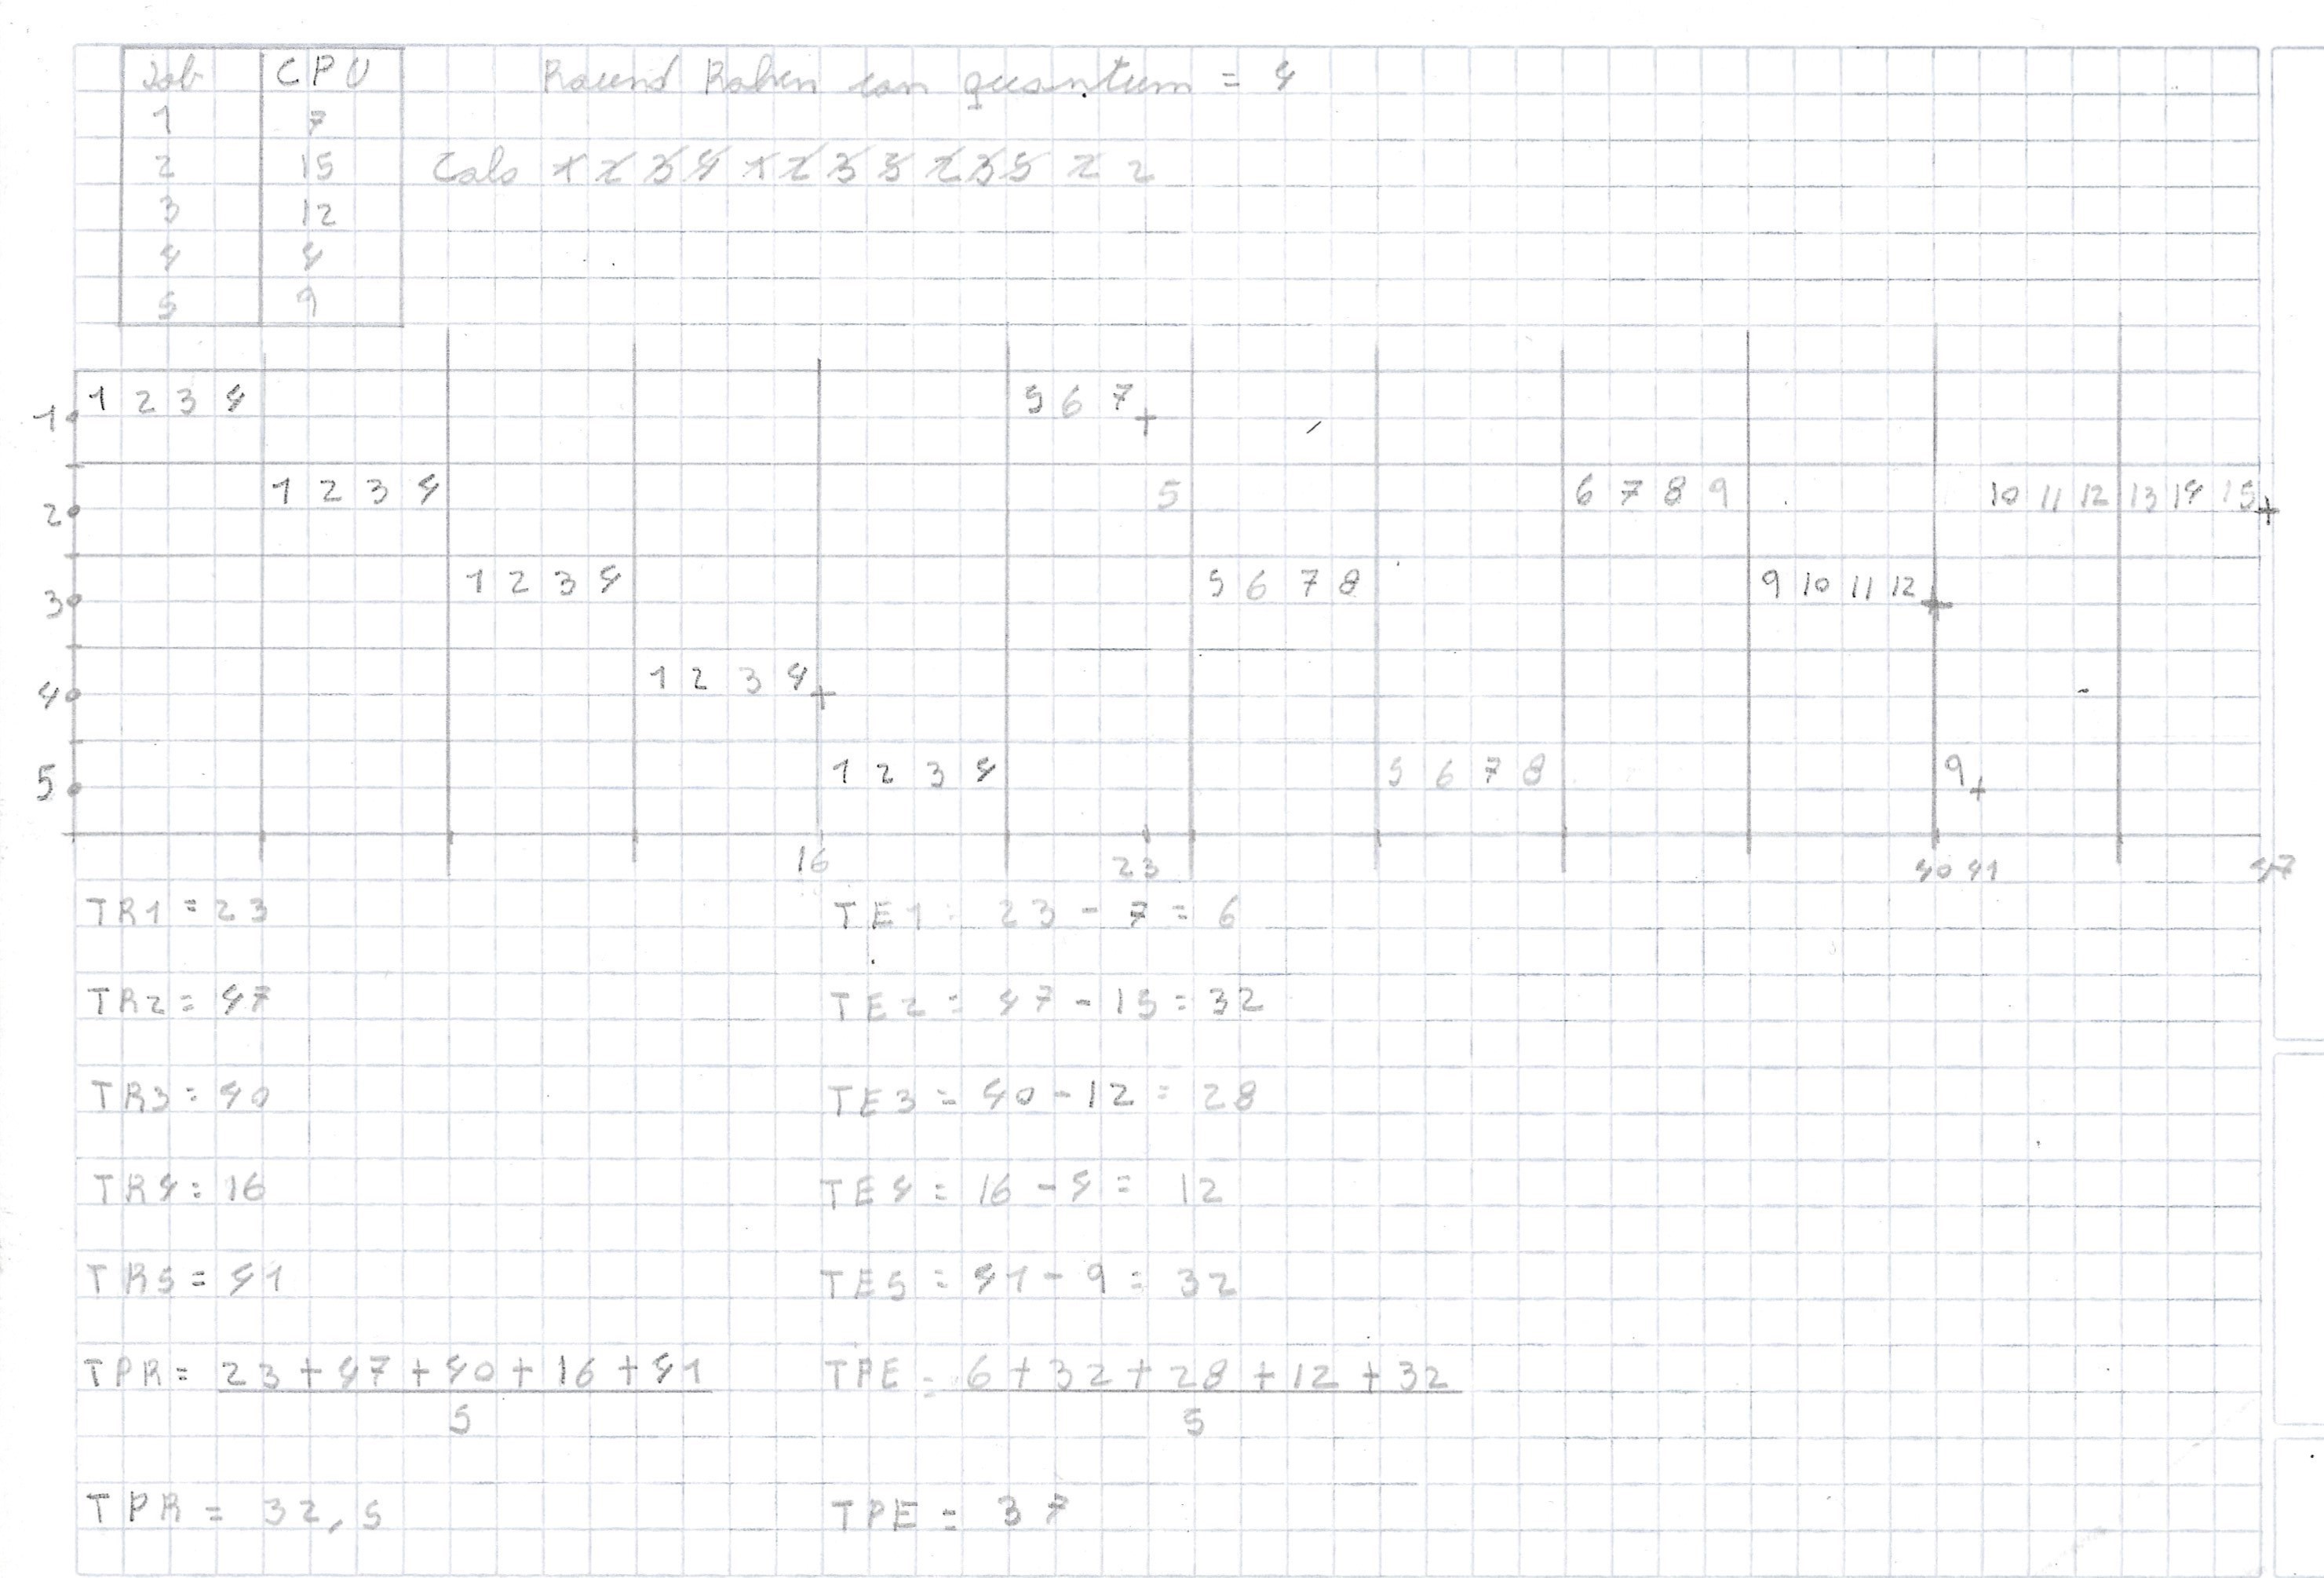 Job CPU Round Robin con quantum = 4
1 7
2 15 Cola 1 2 3 4 1 2 3 5 2 3 5 2 2
3 12
4 4
5 9
1 1 2 3 4 5 6 7
2 1 2 3 4 5 6 7 8 9 10 11 12 13 14 15
3 1 2 3 4 5 6 7 8 9 10 11 12
4 1 2 3 4
5 1 2 3 4 5 6 7 8 9
16 23 40 41 47
TR1 = 23 TE1 = 23 - 7 = 6
TR2 = 47 TE2 = 47 - 15 = 32
TR3 = 40 TE3 = 40 - 12 = 28
TR4 = 16 TE4 = 16 - 4 = 12
TR5 = 41 TE5 = 41 - 9 = 32
TPR = 23 + 47 + 40 + 16 + 41 TPE = 6 + 32 + 28 + 12 + 32
5 5
TPR = 32,5 TPE = 37